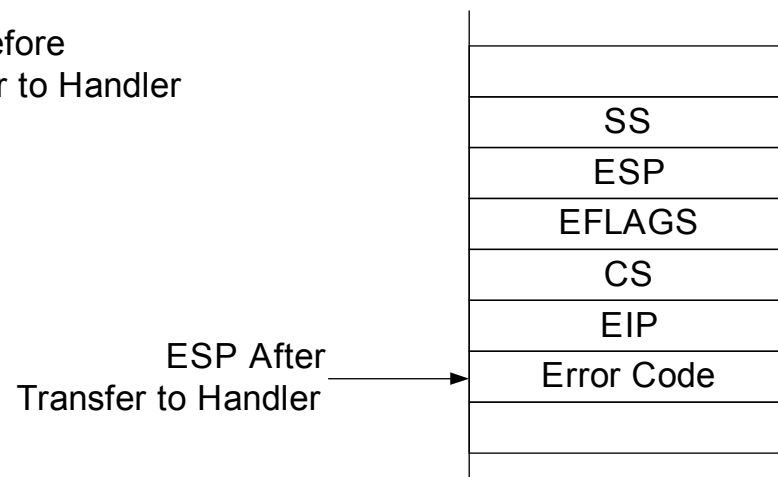 efore
r to Handler
SS
ESP
EFLAGS
CS
EIP
Error Code
ESP After
Transfer to Handler